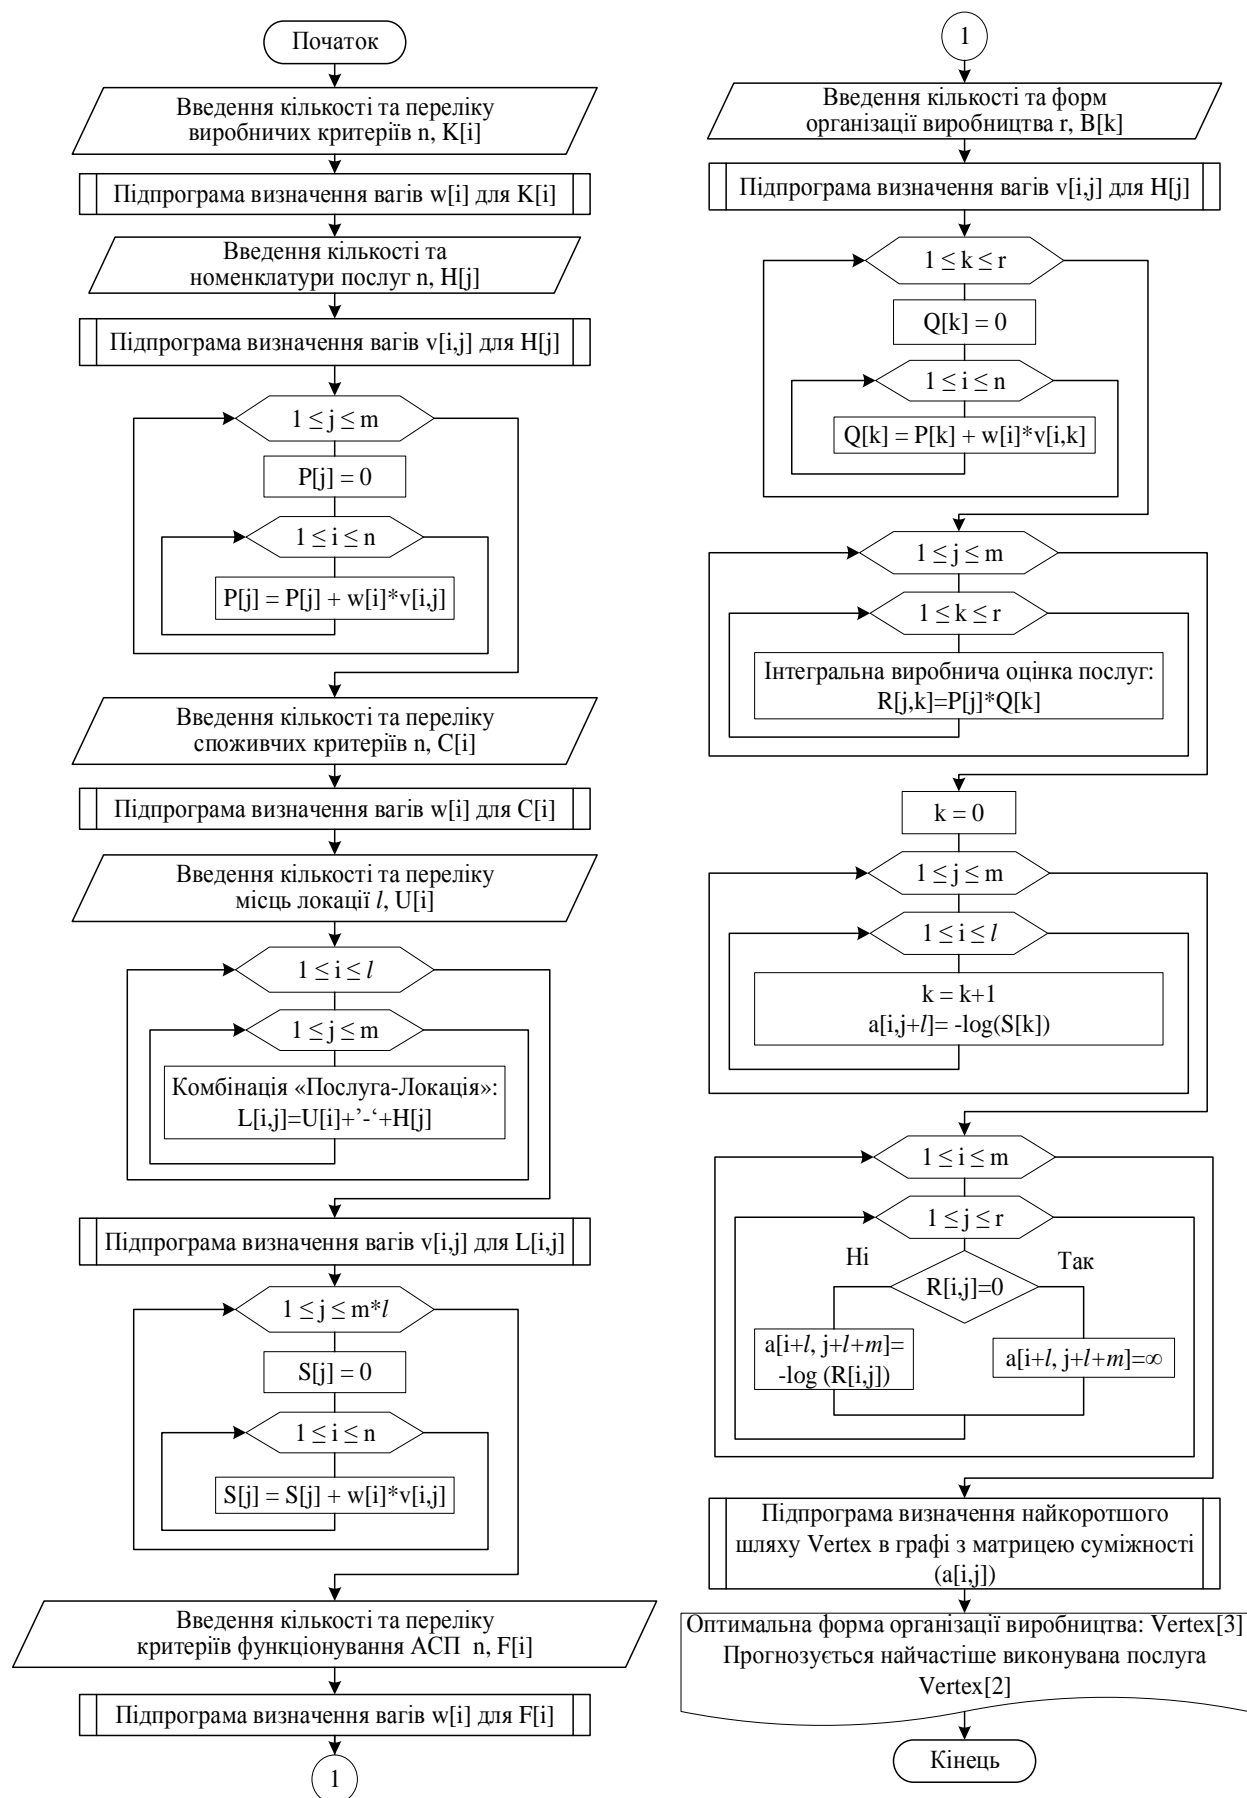 Початок
Введення кількості та переліку
виробничих критеріїв n, K[i]
Підпрограма визначення вагів w[i] для K[i]
Введення кількості та
номенклатури послуг n, H[j]
Підпрограма визначення вагів v[i,j] для H[j]
1 ≤ j ≤ m
P[j] = 0
1 ≤ i ≤ n
P[j] = P[j] + w[i]*v[i,j]
Введення кількості та переліку
споживчих критеріїв n, C[i]
Підпрограма визначення вагів w[i] для C[i]
Введення кількості та переліку
місць локації l, U[i]
1 ≤ i ≤ l
1 ≤ j ≤ m
Комбінація «Послуга-Локація»:
L[i,j]=U[i]+’-‘+H[j]
Підпрограма визначення вагів v[i,j] для L[i,j]
1 ≤ j ≤ m*l
S[j] = 0
1 ≤ i ≤ n
S[j] = S[j] + w[i]*v[i,j]
Введення кількості та переліку
критеріїв функціонування АСП n, F[i]
Підпрограма визначення вагів w[i] для F[i]
1
1
Введення кількості та форм
організації виробництва r, B[k]
Підпрограма визначення вагів v[i,j] для H[j]
1 ≤ k ≤ r
Q[k] = 0
1 ≤ i ≤ n
Q[k] = P[k] + w[i]*v[i,k]
1 ≤ j ≤ m
1 ≤ k ≤ r
Інтегральна виробнича оцінка послуг:
R[j,k]=P[j]*Q[k]
k = 0
1 ≤ j ≤ m
1 ≤ i ≤ l
k = k+1
a[i,j+l]= -log(S[k])
1 ≤ i ≤ m
1 ≤ j ≤ r
Ні
Так
R[i,j]=0
a[i+l, j+l+m]=
-log (R[i,j])
a[i+l, j+l+m]=∞
Підпрограма визначення найкоротшого
шляху Vertex в графі з матрицею суміжності
(a[i,j])
Оптимальна форма організації виробництва: Vertex[3]
Прогнозується найчастіше виконувана послуга
Vertex[2]
Кінець